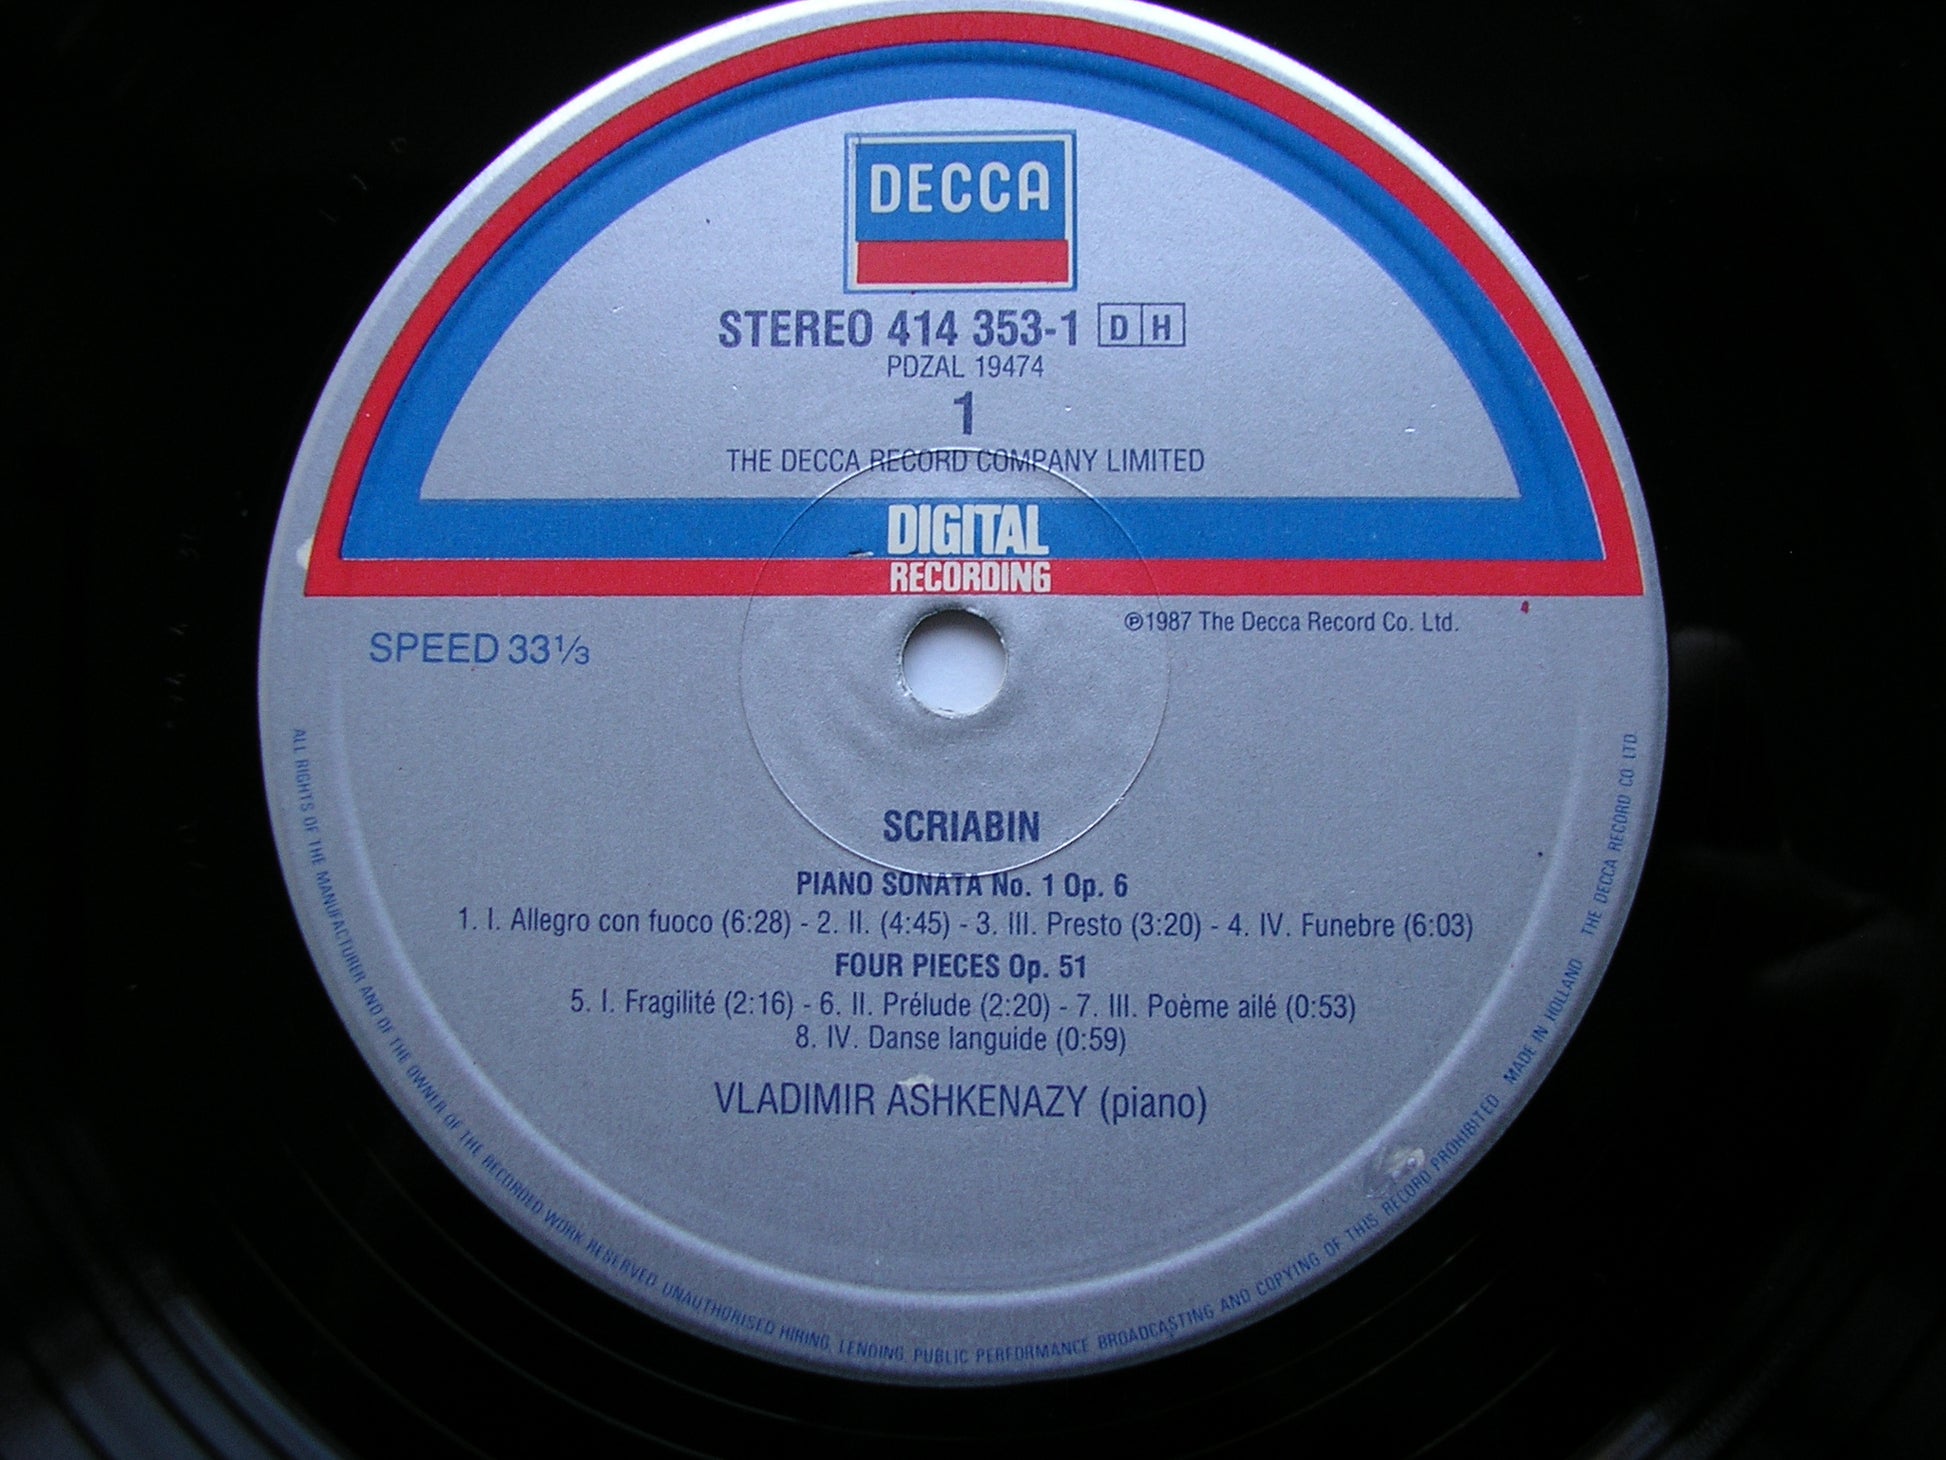 DECCA
STEREO 414 353-1 D H
PDZAL 19474
1
THE DECCA RECORD COMPANY LIMITED
DIGITAL
RECORDING
℗1987 The Decca Record Co. Ltd.
SPEED 33⅓
SCRIABIN
PIANO SONATA No. 1 Op. 6
1. I. Allegro con fuoco (6:28) - 2. II. (4:45) - 3. III. Presto (3:20) - 4. IV. Funebre (6:03)
FOUR PIECES Op. 51
5. I. Fragilité (2:16) - 6. II. Prélude (2:20) - 7. III. Poème ailé (0:53)
8. IV. Danse languide (0:59)
VLADIMIR ASHKENAZY (piano)
ALL RIGHTS OF THE MANUFACTURER AND OF THE OWNER OF THE RECORDED WORK RESERVED UNAUTHORISED HIRING, LENDING, PUBLIC PERFORMANCE BROADCASTING AND COPYING OF THIS RECORD PROHIBITED MADE IN HOLLAND THE DECCA RECORD CO LTD